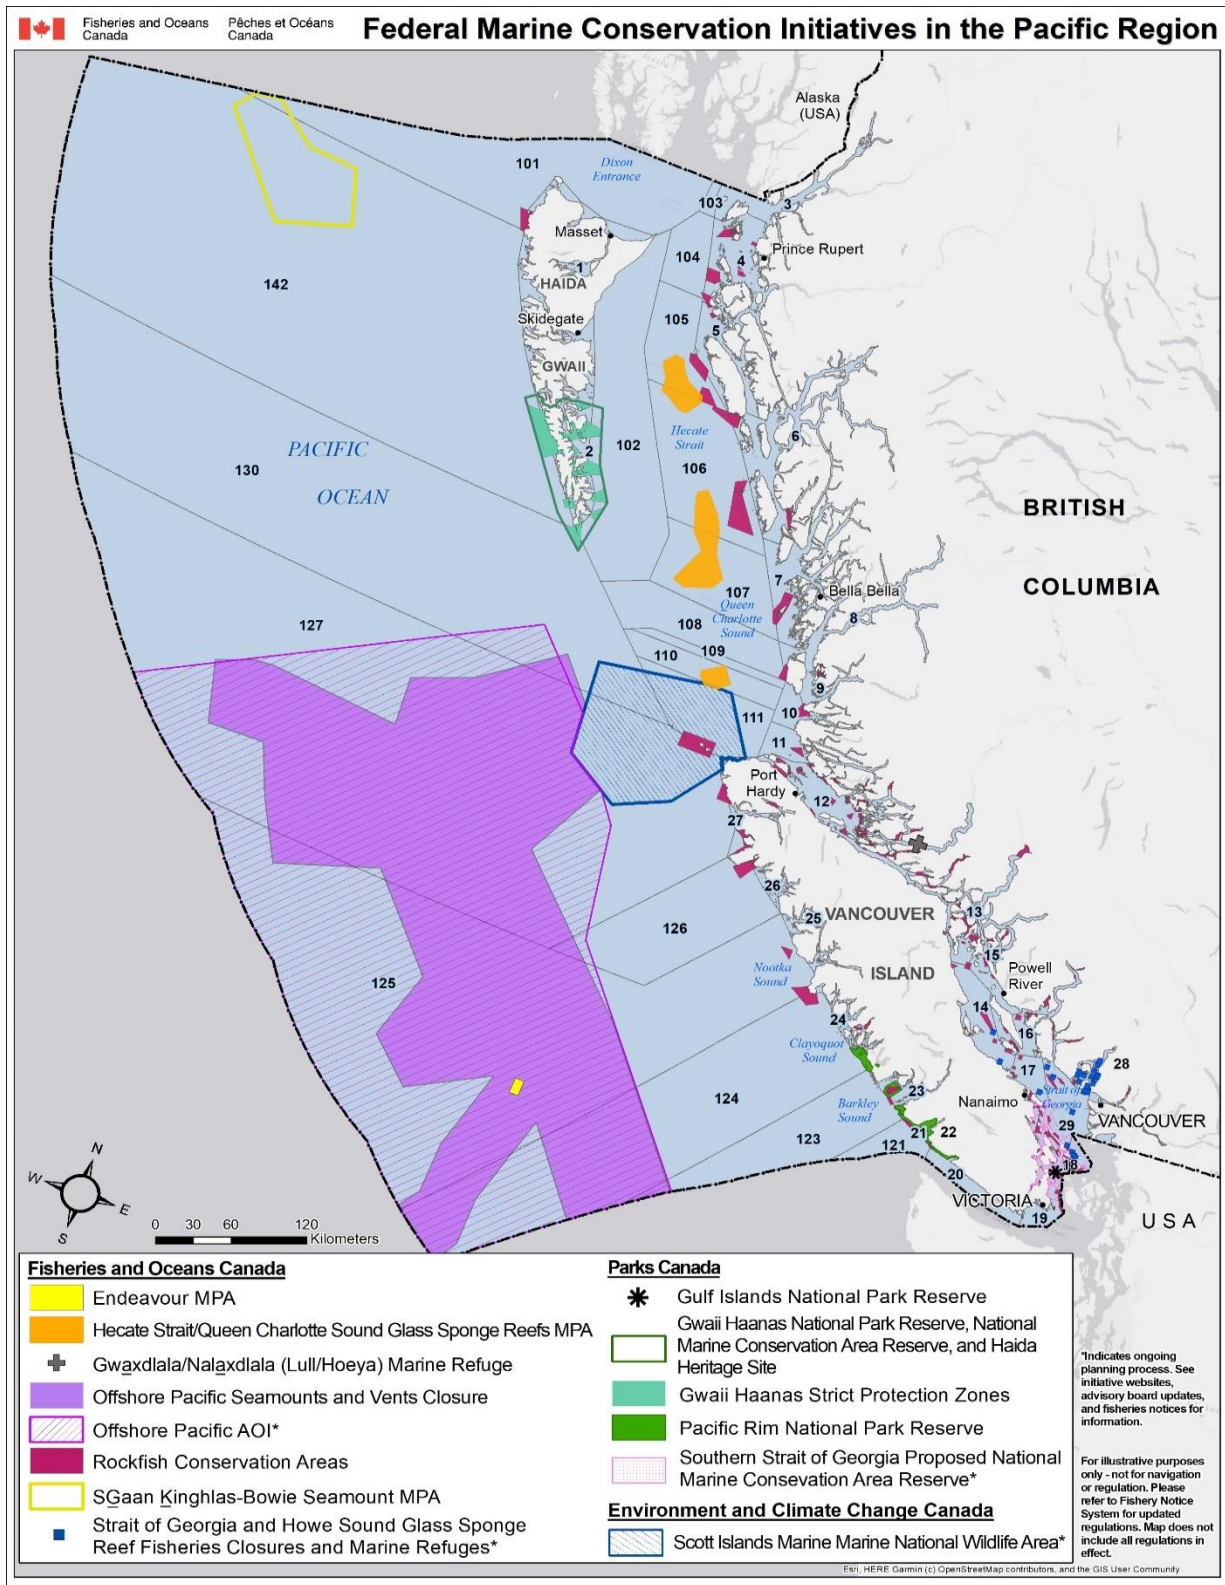 Fisheries and Oceans
Canada
Pêches et Océans
Canada
Federal Marine Conservation Initiatives in the Pacific Region
Alaska
(USA)
101
Dixon
Entrance
103
3
Masset
Prince Rupert
104
4
1
HAIDA
142
Skidegate
105
5
GWAII
Hecate
Strait
6
2
102
PACIFIC
OCEAN
130
106
BRITISH
COLUMBIA
7
107
Bella Bella
Queen
Charlotte
Sound
8
127
108
109
110
9
111
10
11
Port
Hardy
12
27
26
VANCOUVER
ISLAND
25
13
126
15
Powell
River
Nootka
Sound
125
14
24
16
Clayoquot
Sound
17
28
Strait of
Georgia
23
Nanaimo
124
Barkley
Sound
VANCOUVER
29
123
121
21
22
20
18
VICTORIA
19
USA
N
W
E
S
0 30 60 120
Kilometers
Fisheries and Oceans Canada
Endeavour MPA
Hecate Strait/Queen Charlotte Sound Glass Sponge Reefs MPA
Gwaxdlala/Nalaxdlala (Lull/Hoeya) Marine Refuge
Offshore Pacific Seamounts and Vents Closure
Offshore Pacific AOI*
Rockfish Conservation Areas
SGaan Kinghlas-Bowie Seamount MPA
Strait of Georgia and Howe Sound Glass Sponge
Reef Fisheries Closures and Marine Refuges*
Parks Canada
Gulf Islands National Park Reserve
Gwaii Haanas National Park Reserve, National
Marine Conservation Area Reserve, and Haida
Heritage Site
Gwaii Haanas Strict Protection Zones
Pacific Rim National Park Reserve
Southern Strait of Georgia Proposed National
Marine Consevation Area Reserve*
Environment and Climate Change Canada
Scott Islands Marine Marine National Wildlife Area*
*Indicates ongoing
planning process. See
initiative websites,
advisory board updates,
and fisheries notices for
information.
For illustrative purposes
only - not for navigation
or regulation. Please
refer to Fishery Notice
System for updated
regulations. Map does not
include all regulations in
effect.
Esri, HERE Garmin (c) OpenStreetMap contributors, and the GIS User Community